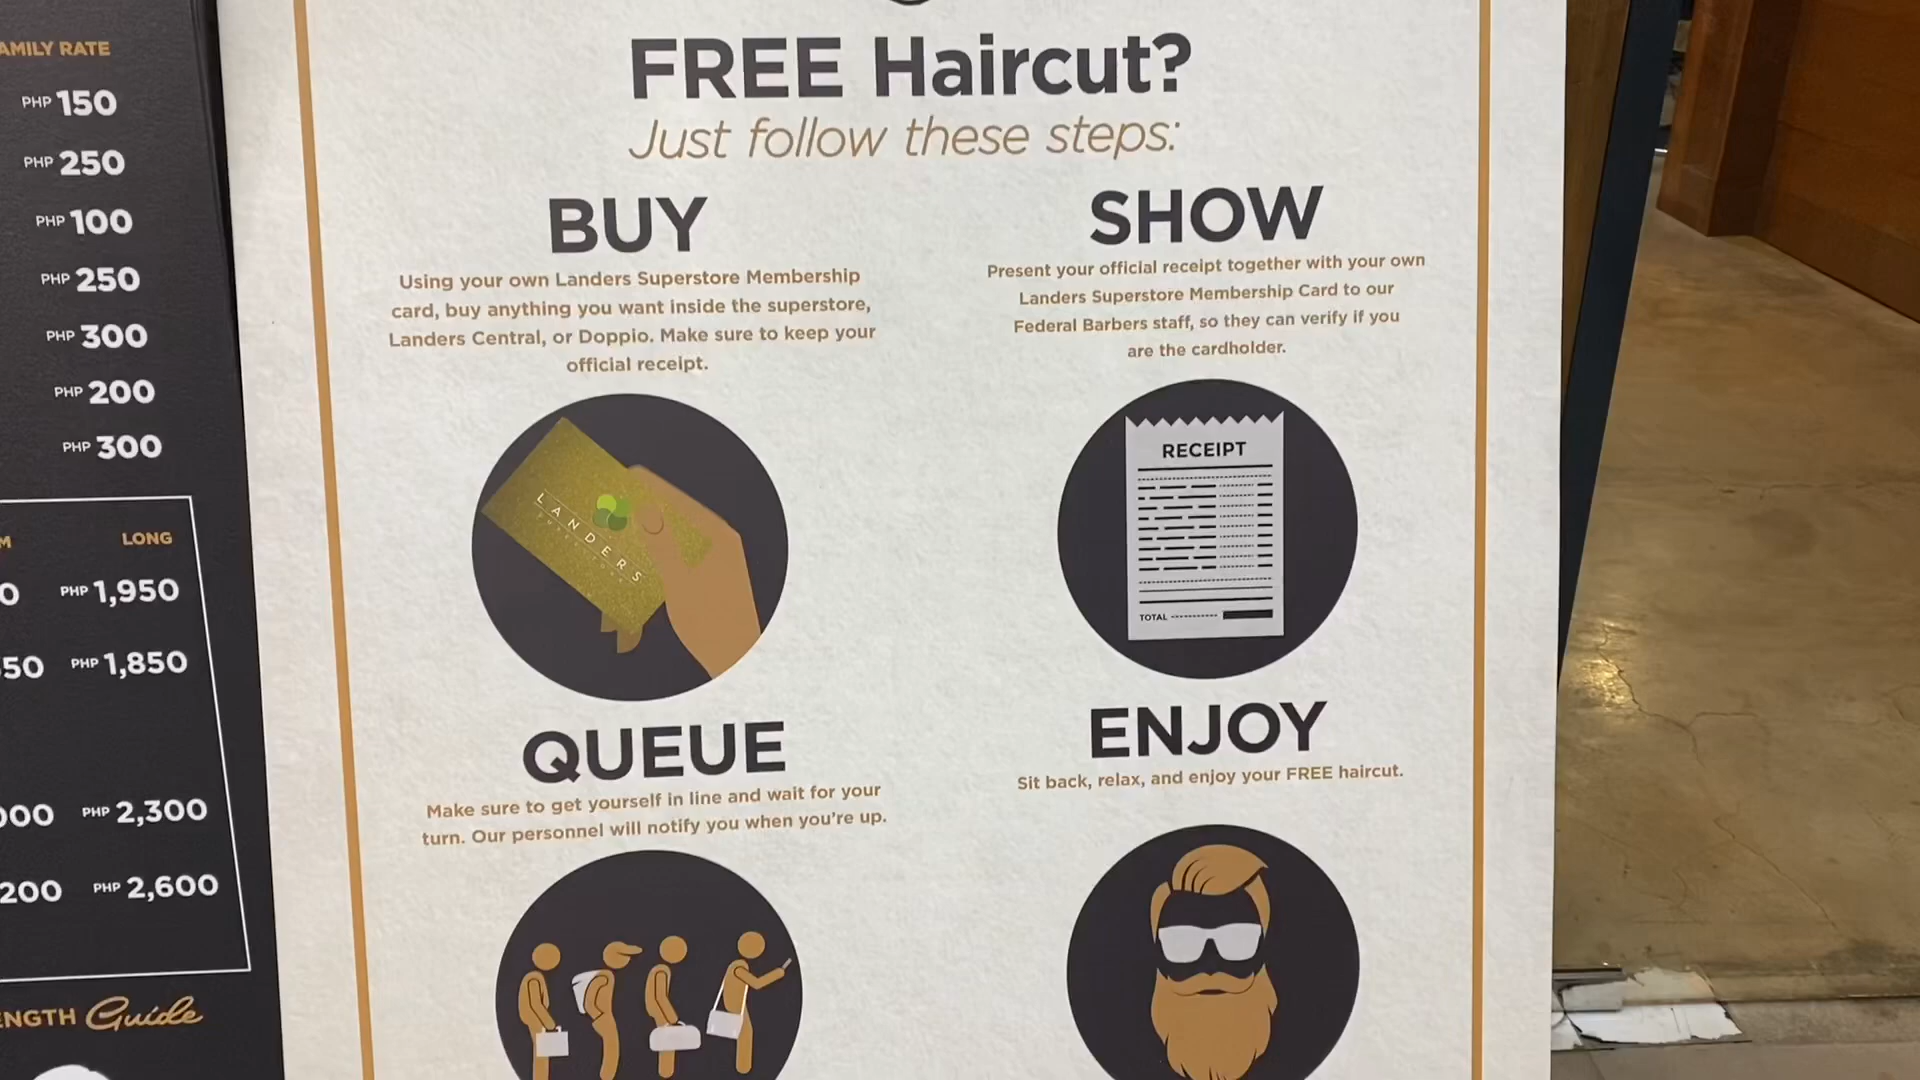 AMILY RATE
PHP 150
PHP 250
PHP 100
PHP 250
PHP 300
PHP 200
PHP 300
LONG
PHP 1,950
50 PHP 1,850
000 PHP 2,300
200 PHP 2,600
ENGTH Guide
FREE Haircut?
Just follow these steps:
BUY
Using your own Landers Superstore Membership
card, buy anything you want inside the superstore,
Landers Central, or Doppio. Make sure to keep your
official receipt.
LANDERS
SUPERSTORE
SHOW
Present your official receipt together with your own
Landers Superstore Membership Card to our
Federal Barbers staff, so they can verify if you
are the cardholder.
RECEIPT
TOTAL
QUEUE
Make sure to get yourself in line and wait for your
turn. Our personnel will notify you when you're up.
ENJOY
Sit back, relax, and enjoy your FREE haircut.